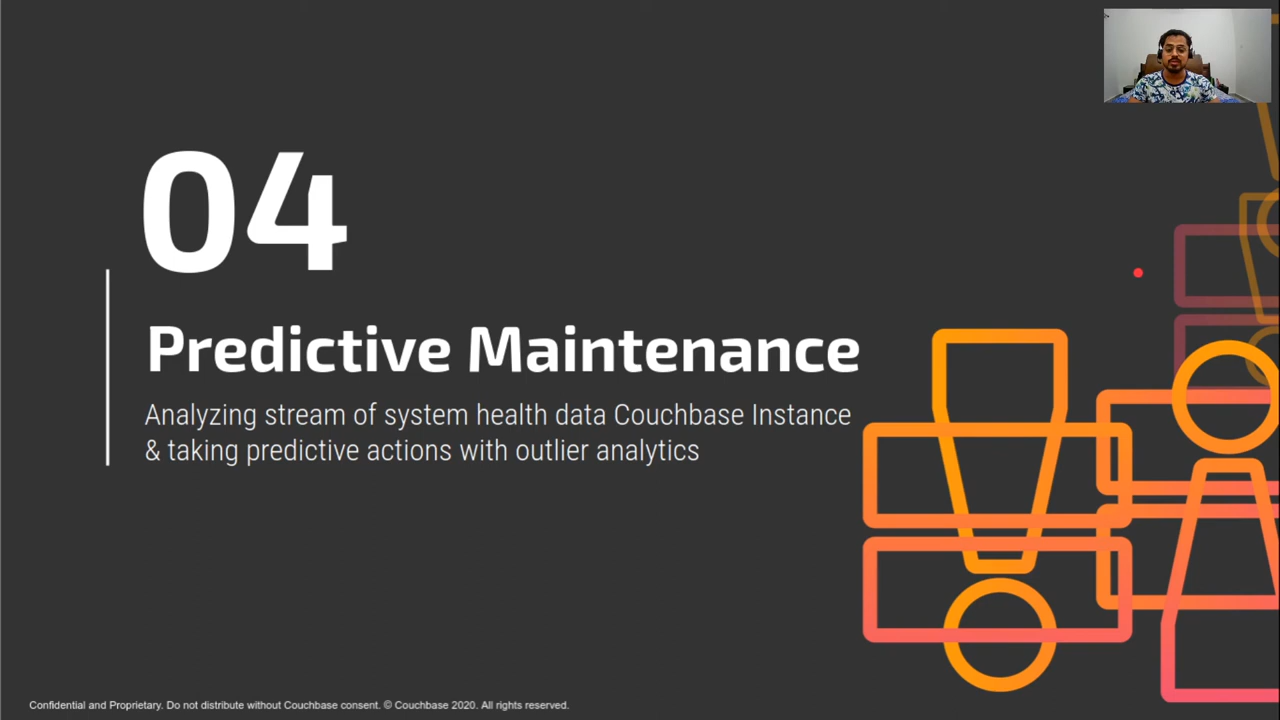 04
Predictive Maintenance
Analyzing stream of system health data Couchbase Instance
& taking predictive actions with outlier analytics
Confidential and Proprietary. Do not distribute without Couchbase consent. © Couchbase 2020. All rights reserved.